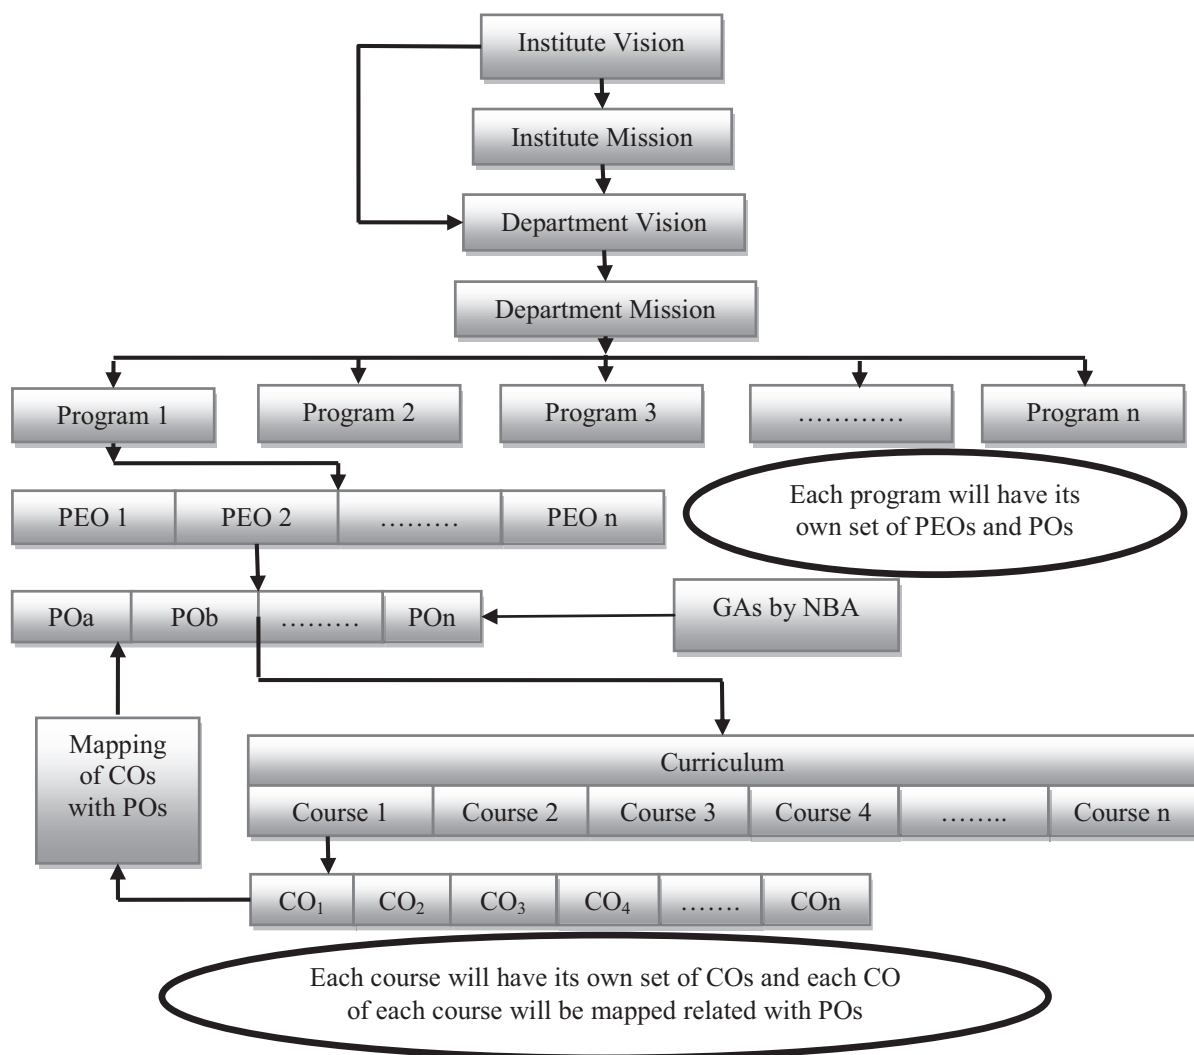 Institute Vision
Institute Mission
Department Vision
Department Mission
Program 1
Program 2
Program 3
…………
Program n
PEO 1
PEO 2
………
PEO n
Each program will have its
own set of PEOs and POs
POa
POb
………
POn
GAs by NBA
Mapping
of COs
with POs
Curriculum
Course 1
Course 2
Course 3
Course 4
……..
Course n
CO₁
CO₂
CO₃
CO₄
…….
COn
Each course will have its own set of COs and each CO
of each course will be mapped related with POs